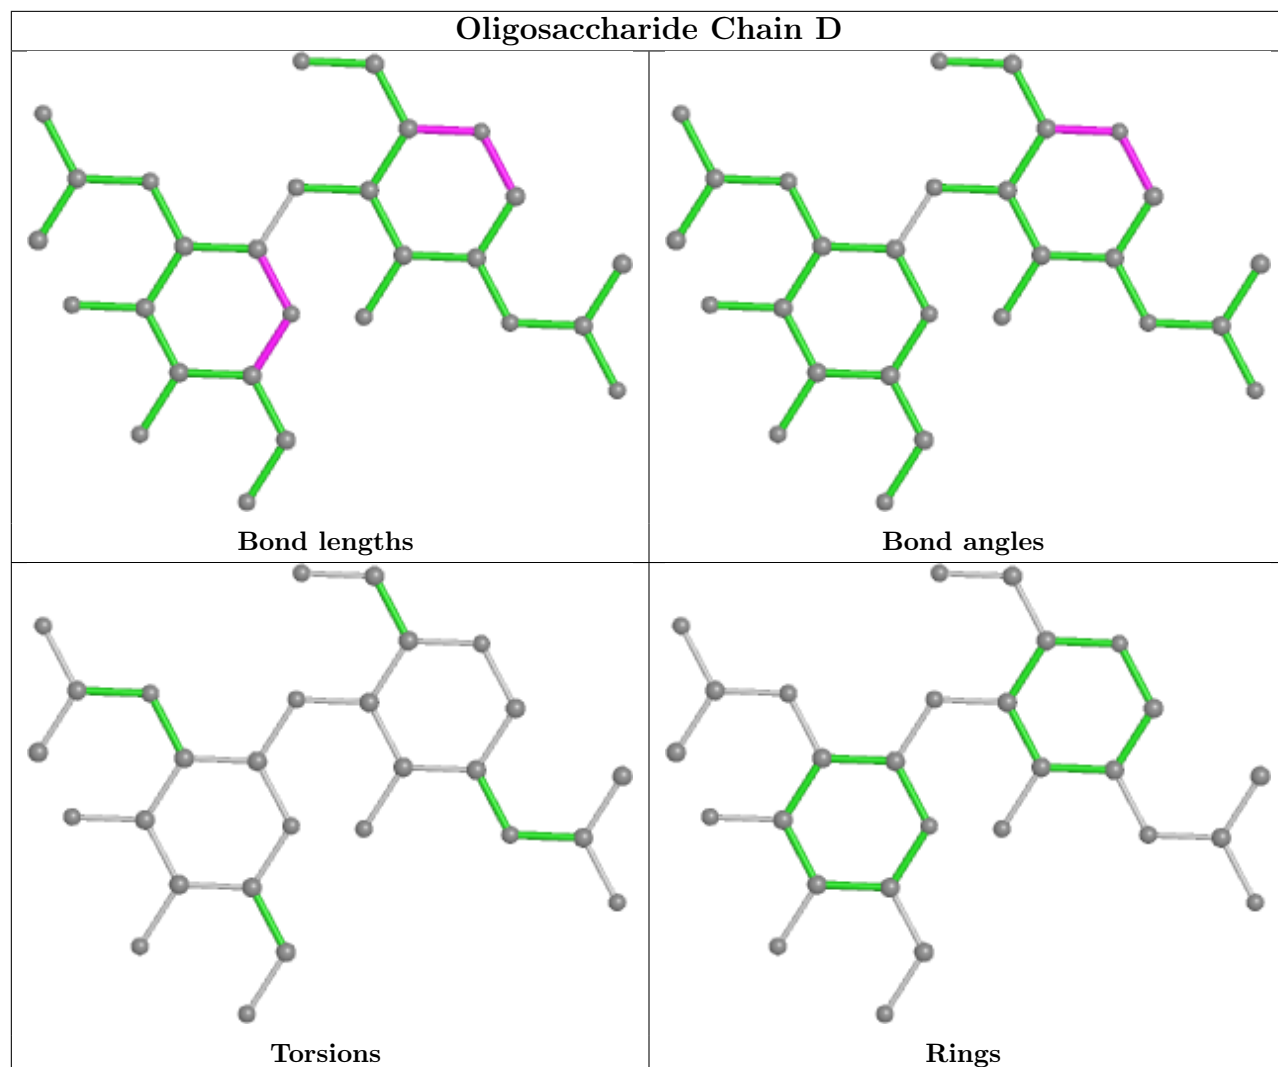 Oligosaccharide Chain D
Bond lengths
Bond angles
Torsions
Rings